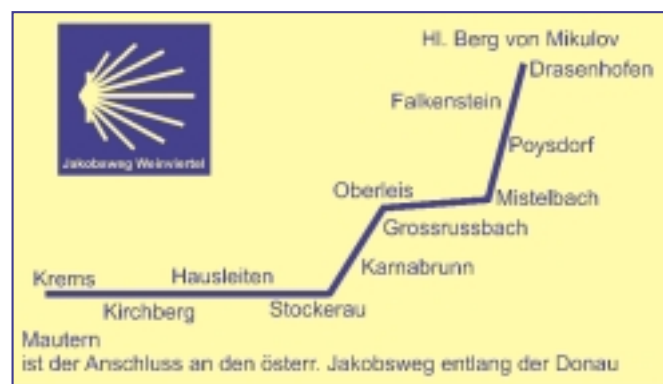 Hl. Berg von Mikulov
Drasenhofen
Falkenstein
Jakobsweg Weinviertel
Poysdorf
Oberleis
Mistelbach
Grossrussbach
Karnabrunn
Krems
Hausleiten
Kirchberg
Stockerau
Mautern
ist der Anschluss an den österr. Jakobsweg entlang der Donau